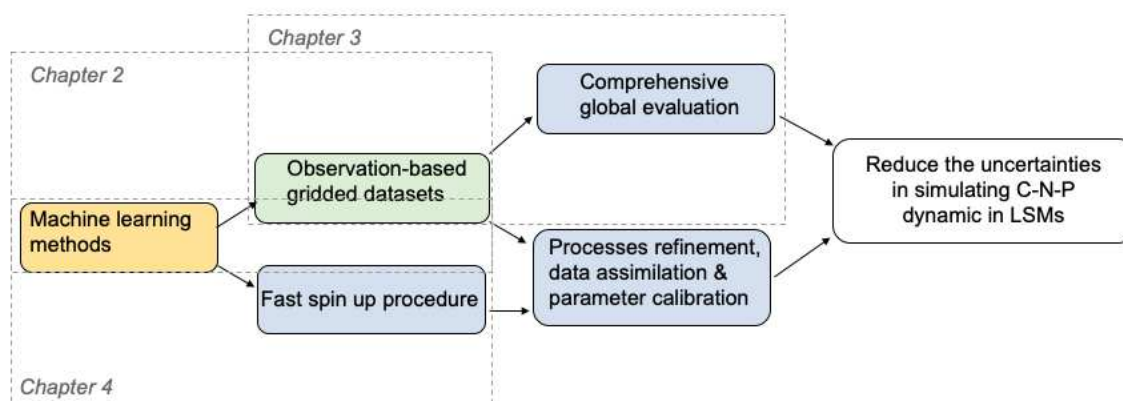 Chapter 3
Chapter 2
Comprehensive
global evaluation
Observation-based
gridded datasets
Reduce the uncertainties
in simulating C-N-P
dynamic in LSMs
Machine learning
methods
Processes refinement,
data assimilation &
parameter calibration
Fast spin up procedure
Chapter 4